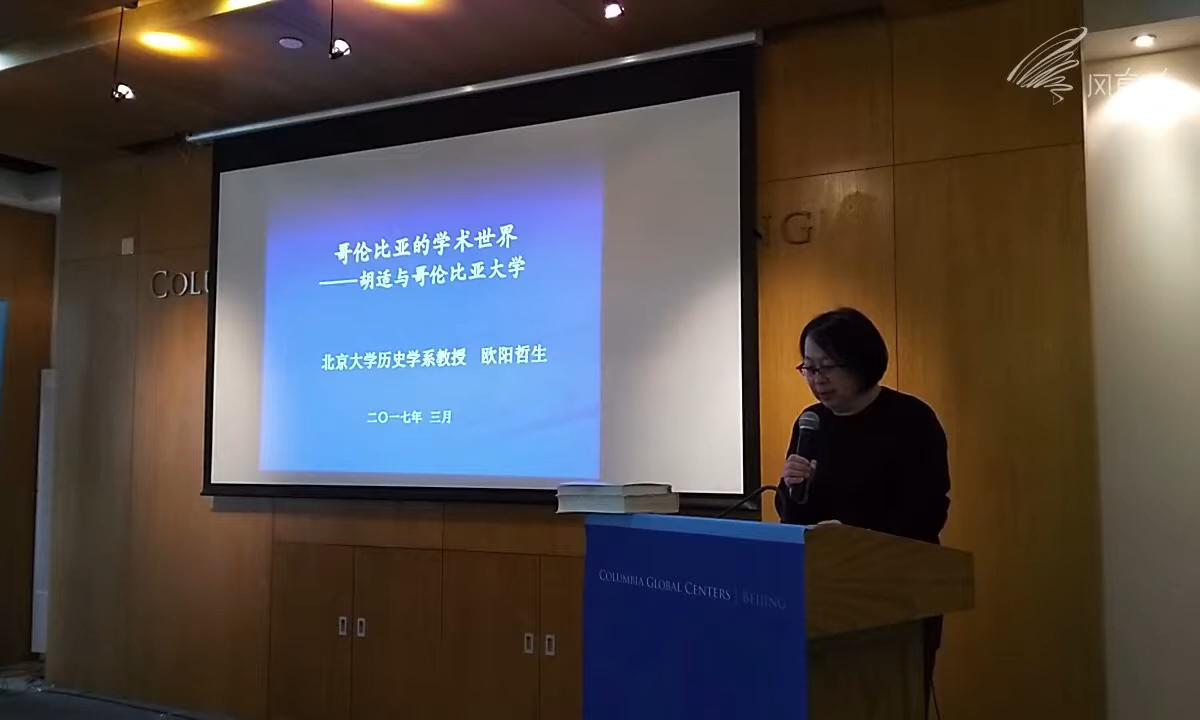 哥伦比亚的学术世界
——胡适与哥伦比亚大学
北京大学历史学系教授 欧阳哲生
二〇一七年 三月
COLUMBIA GLOBAL CENTERS | BEIJING